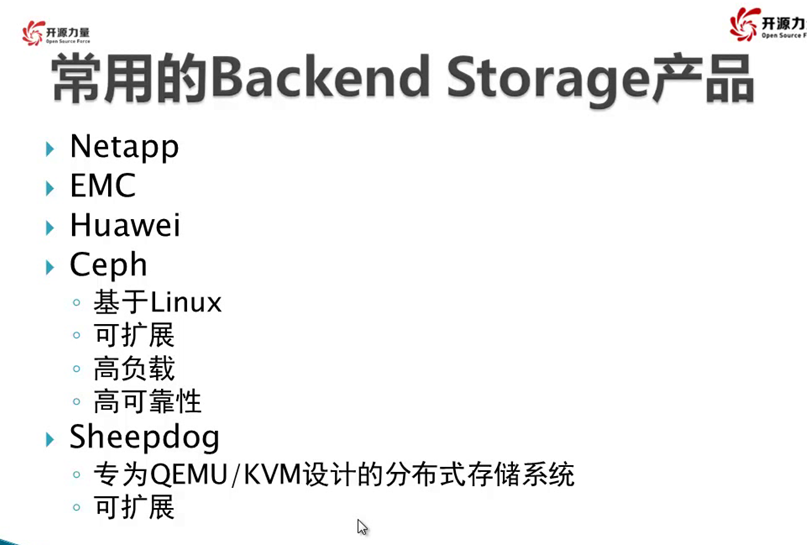 开源力量
Open Source Force
开源力
Open Source F
常用的Backend Storage产品
Netapp
EMC
Huawei
Ceph
基于Linux
可扩展
高负载
高可靠性
Sheepdog
专为QEMU/KVM设计的分布式存储系统
可扩展